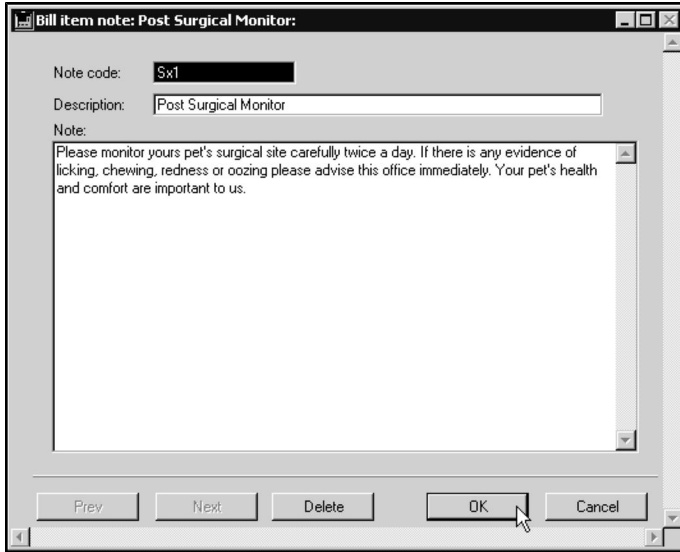 Bill item note: Post Surgical Monitor:
Note code: Sx1
Description: Post Surgical Monitor
Note:
Please monitor yours pet's surgical site carefully twice a day. If there is any evidence of
licking, chewing, redness or oozing please advise this office immediately. Your pet's health
and comfort are important to us.
Prev Next Delete OK Cancel